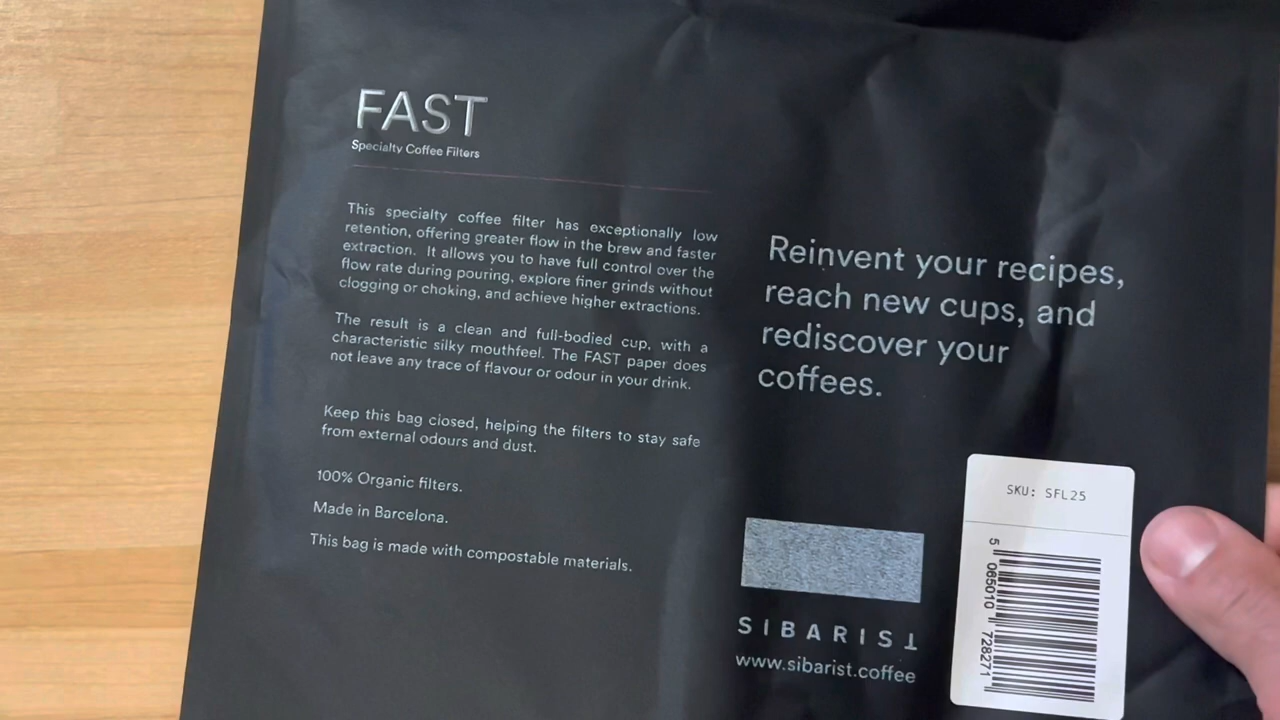 FAST
Specialty Coffee Filters
This specialty coffee filter has exceptionally low
retention, offering greater flow in the brew and faster
extraction. It allows you to have full control over the
flow rate during pouring, explore finer grinds without
clogging or choking, and achieve higher extractions.
The result is a clean and full-bodied cup, with a
characteristic silky mouthfeel. The FAST paper does
not leave any trace of flavour or odour in your drink.
Keep this bag closed, helping the filters to stay safe
from external odours and dust.
100% Organic filters.
Made in Barcelona.
This bag is made with compostable materials.
Reinvent your recipes,
reach new cups, and
rediscover your
coffees.
SIBARIST
www.sibarist.coffee
SKU: SFL25
5 065010 728271